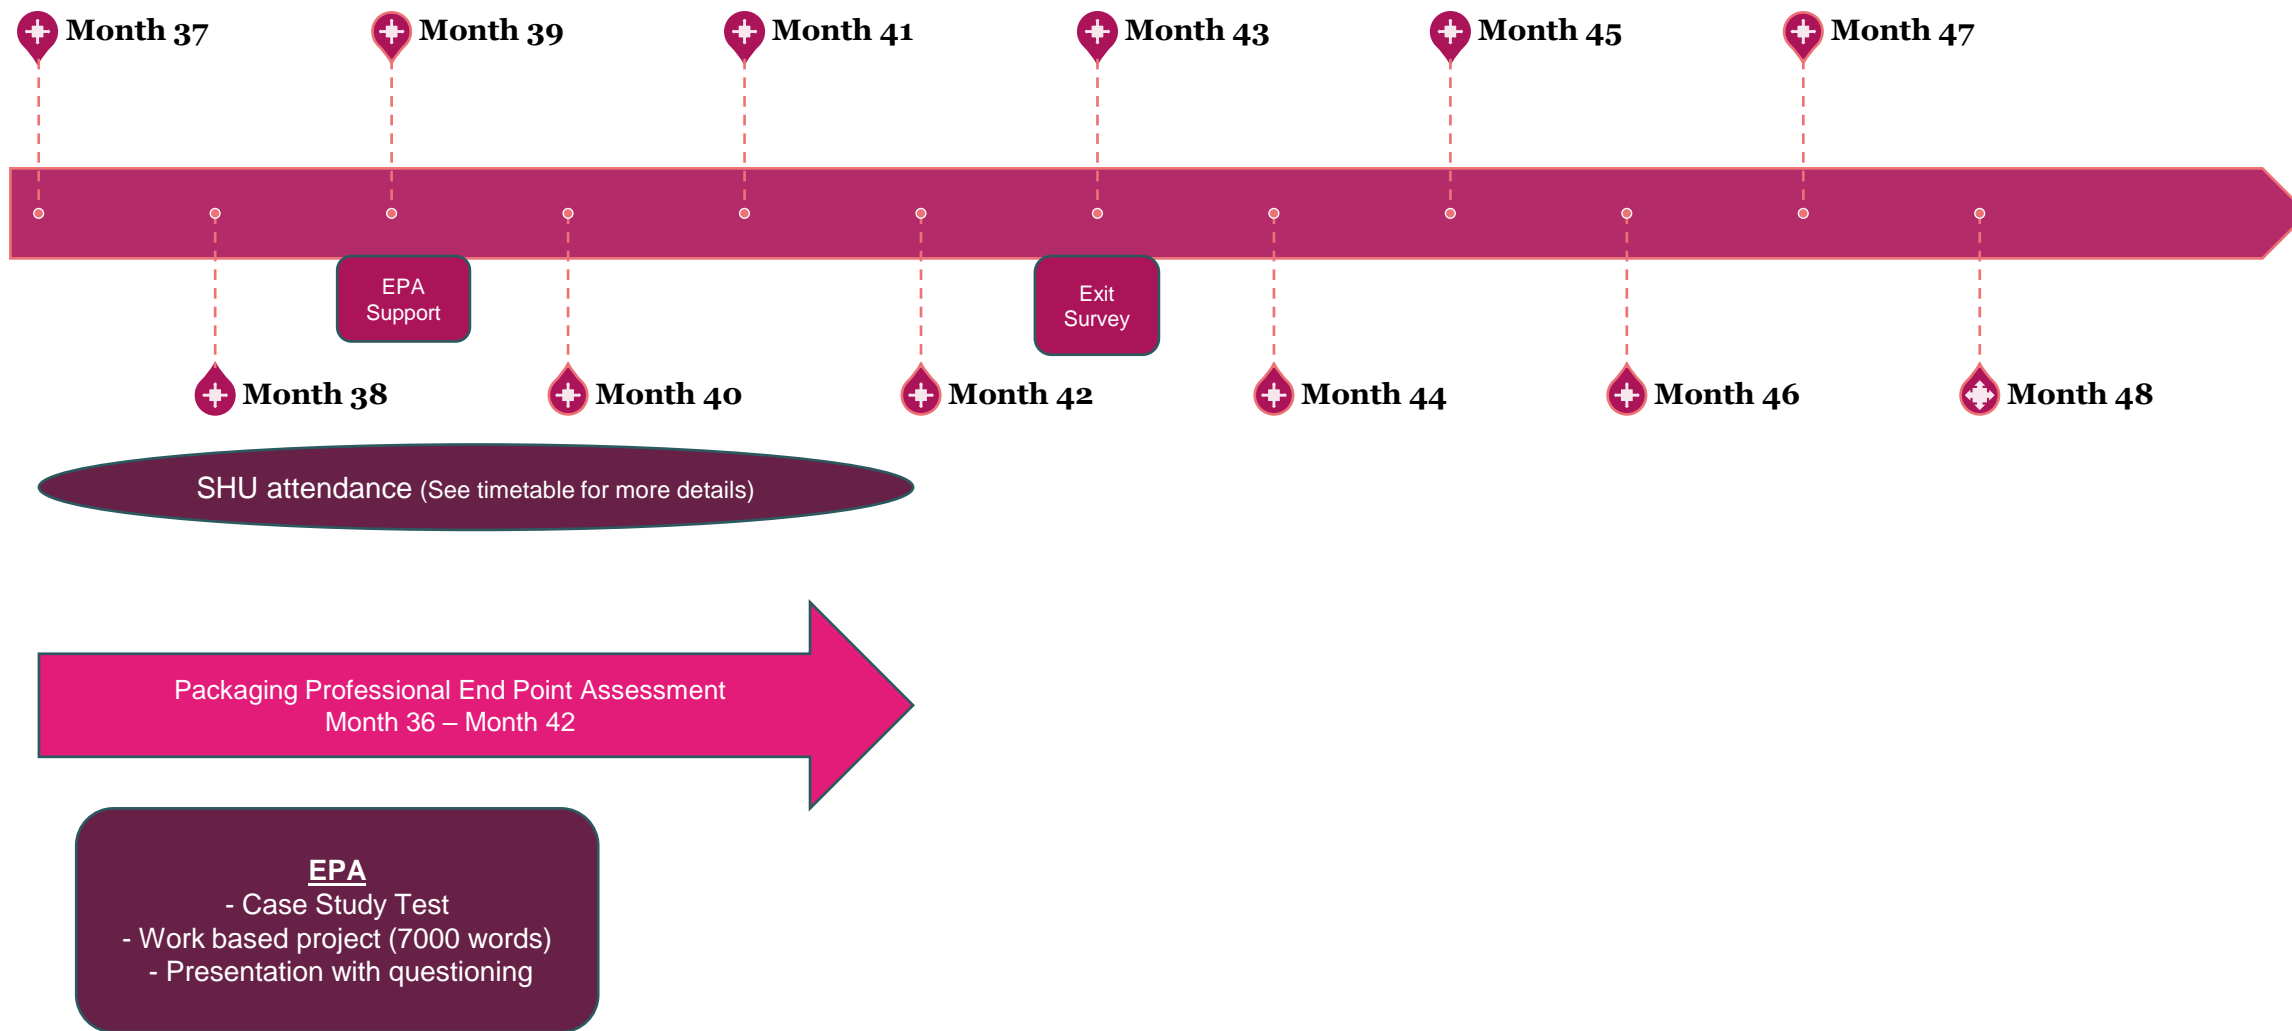 Month 37
Month 39
Month 41
Month 43
Month 45
Month 47
EPA
Support
Exit
Survey
Month 38
Month 40
Month 42
Month 44
Month 46
Month 48
SHU attendance (See timetable for more details)
Packaging Professional End Point Assessment
Month 36 – Month 42
EPA
- Case Study Test
- Work based project (7000 words)
- Presentation with questioning